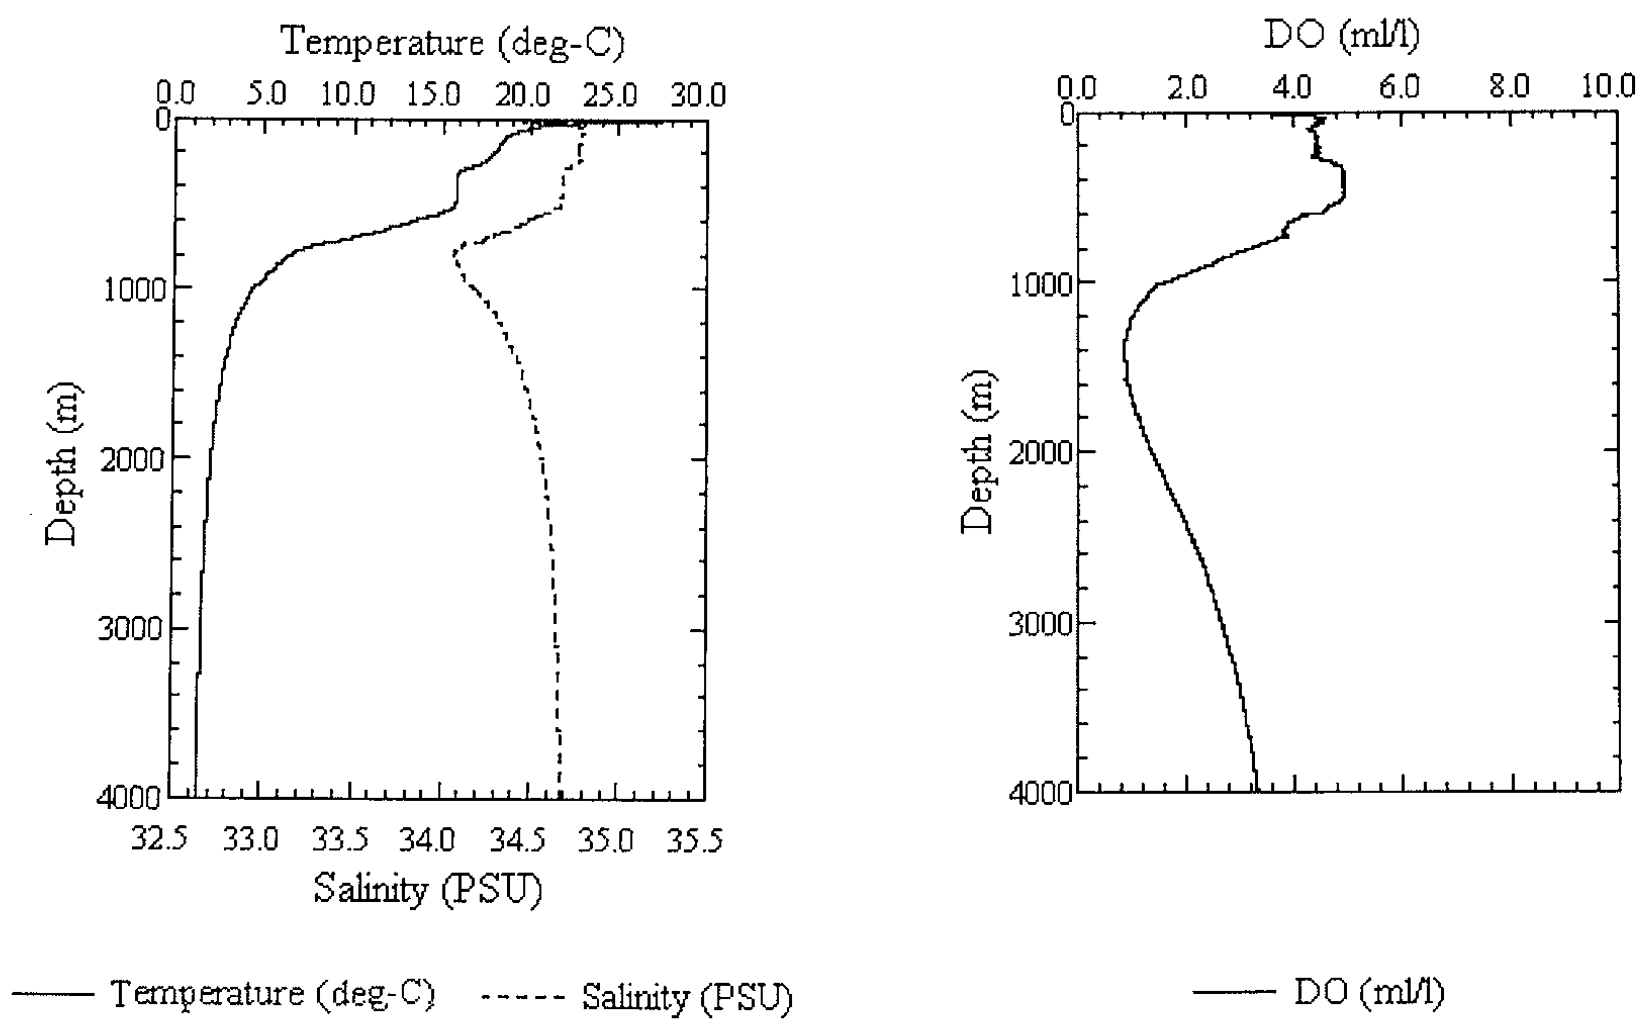 Temperature (deg-C)
0.0 5.0 10.0 15.0 20.0 25.0 30.0
0
1000
2000
3000
4000
Depth (m)
32.5 33.0 33.5 34.0 34.5 35.0 35.5
Salinity (PSU)
Temperature (deg-C) Salinity (PSU)
DO (ml/l)
0.0 2.0 4.0 6.0 8.0 10.0
0
1000
2000
3000
4000
Depth (m)
DO (ml/l)